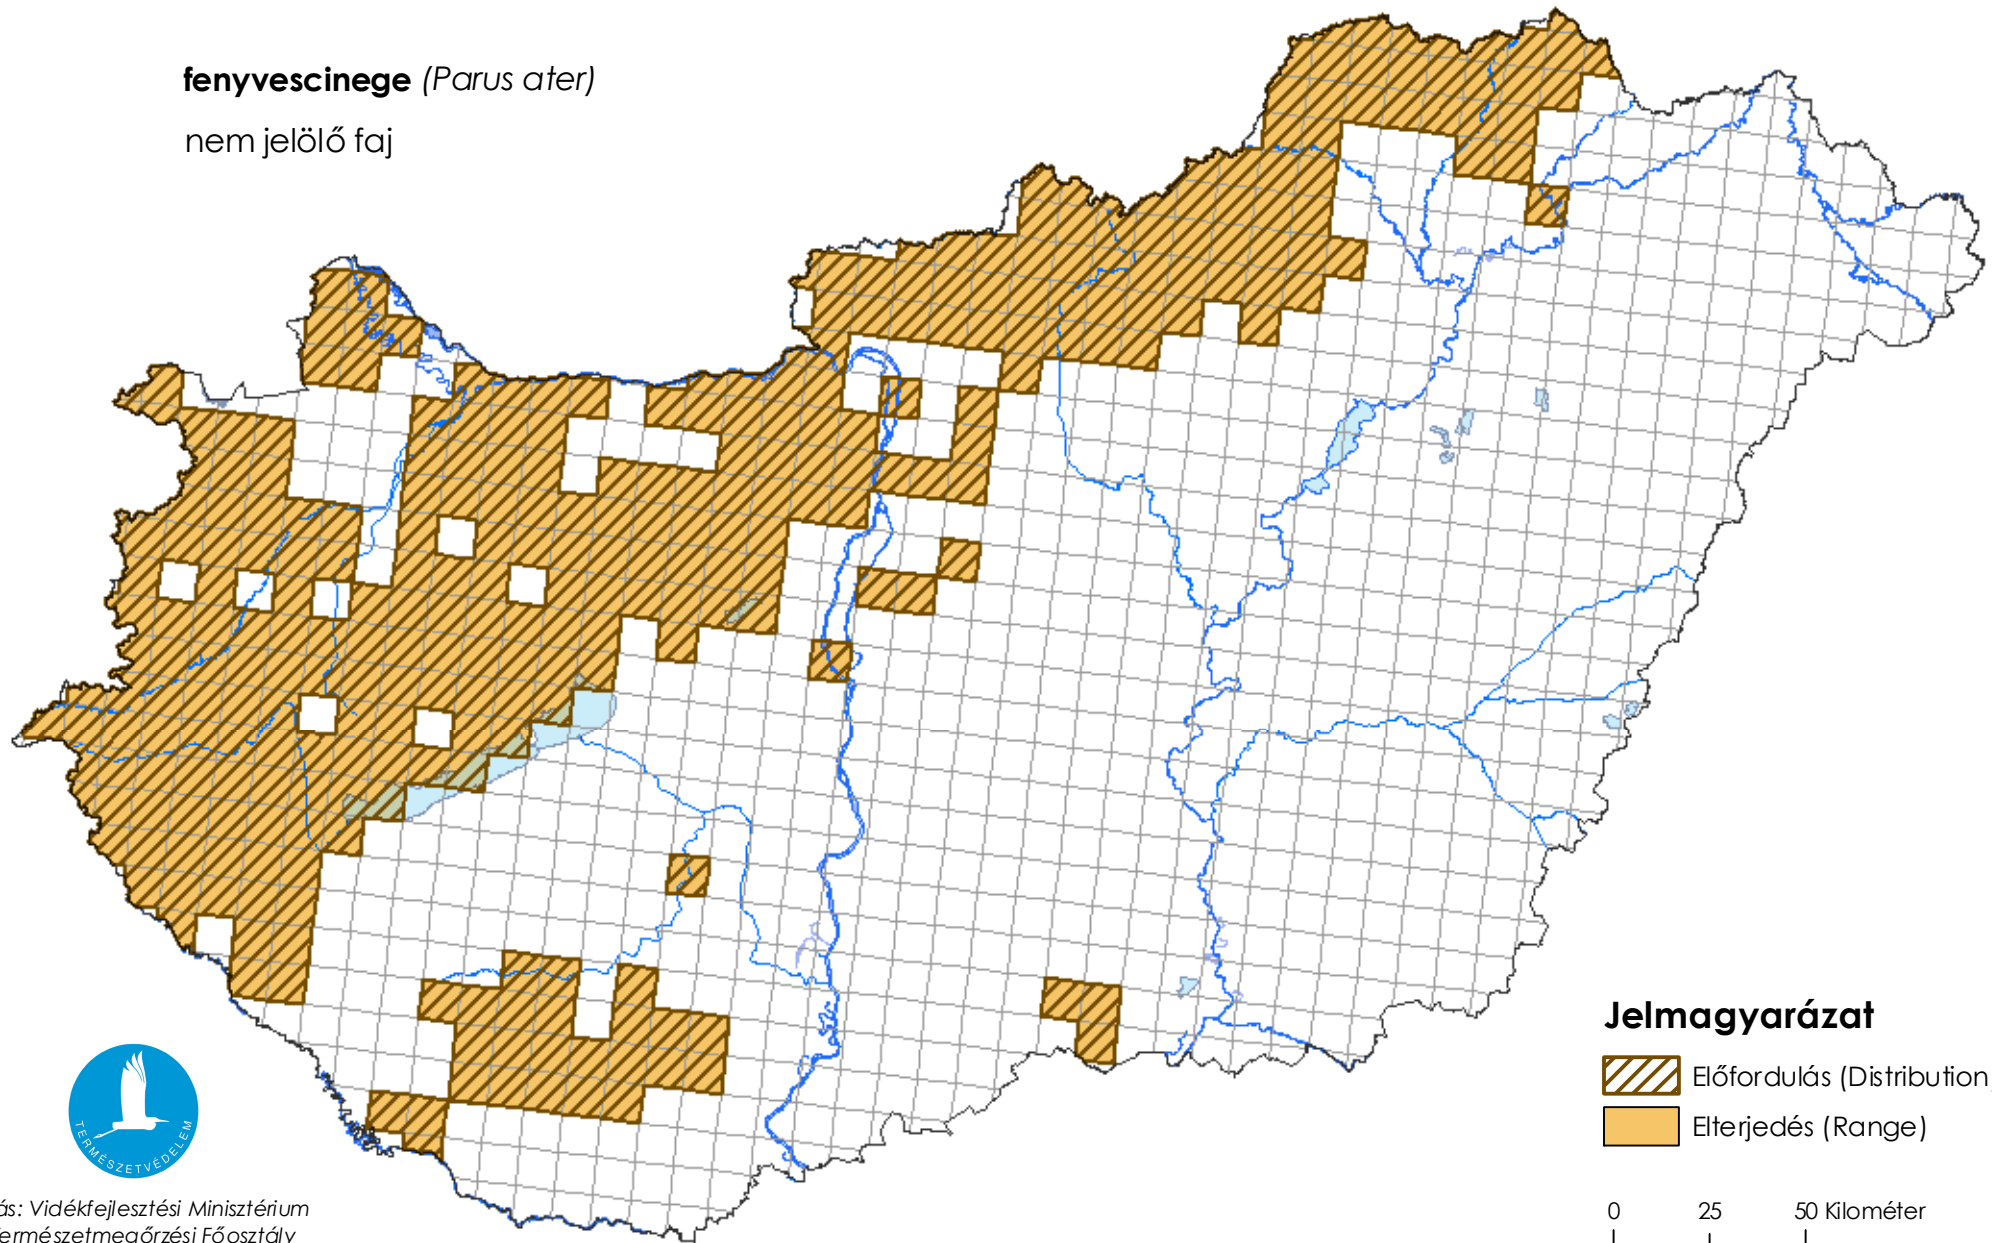 fenyvescinege (Parus ater)
nem jelölő faj
Jelmagyarázat
Előfordulás (Distribution
Elterjedés (Range)
0 25 50 Kilométer
TERMÉSZETVÉDELEM
Vidékfejlesztési Minisztérium
Természetmegőrzési Főosztály